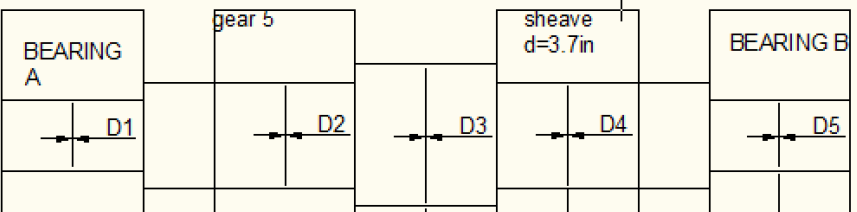 gear 5
sheave
d=3.7in
BEARING
A
BEARING B
D1
D2
D3
D4
D5